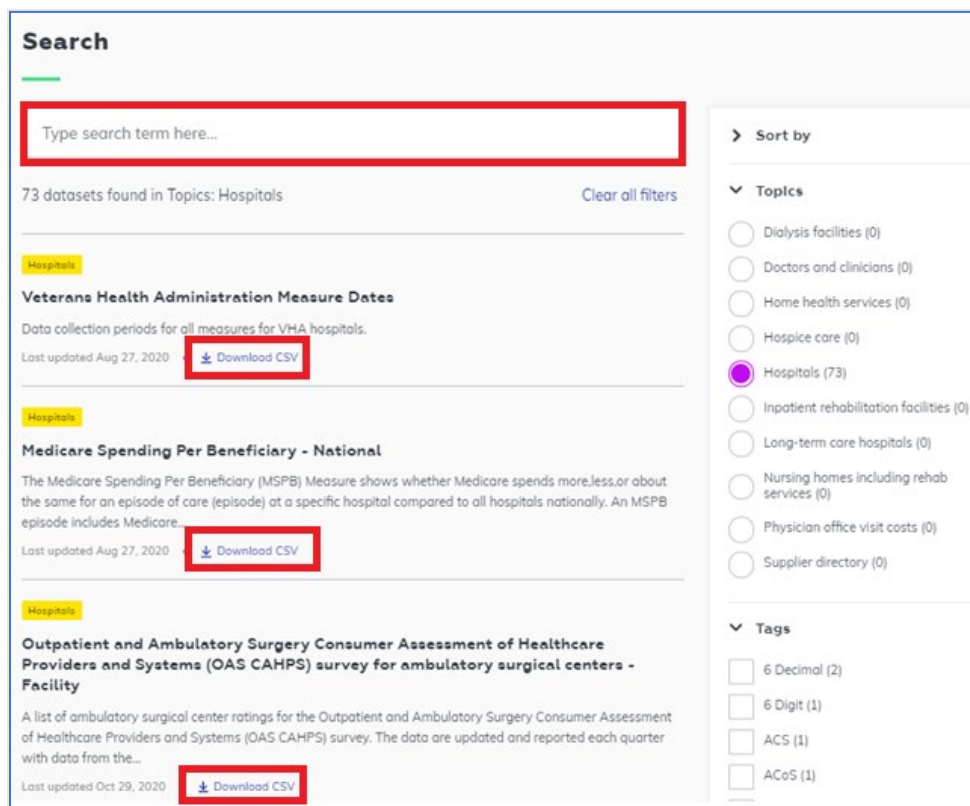 Search
Type search term here...
73 datasets found in Topics: Hospitals
Clear all filters
Hospitals
Veterans Health Administration Measure Dates
Data collection periods for all measures for VHA hospitals.
Last updated Aug 27, 2020 • Download CSV
Hospitals
Medicare Spending Per Beneficiary - National
The Medicare Spending Per Beneficiary (MSPB) Measure shows whether Medicare spends more,less,or about
the same for an episode of care (episode) at a specific hospital compared to all hospitals nationally. An MSPB
episode includes Medicare...
Last updated Aug 27, 2020 • Download CSV
Hospitals
Outpatient and Ambulatory Surgery Consumer Assessment of Healthcare
Providers and Systems (OAS CAHPS) survey for ambulatory surgical centers -
Facility
A list of ambulatory surgical center ratings for the Outpatient and Ambulatory Surgery Consumer Assessment
of Healthcare Providers and Systems (OAS CAHPS) survey. The data are updated and reported each quarter
with data from the...
Last updated Oct 29, 2020 Download CSV
Sort by
Topics
Dialysis facilities (0)
Doctors and clinicians (0)
Home health services (0)
Hospice care (0)
Hospitals (73)
Inpatient rehabilitation facilities (0)
Long-term care hospitals (0)
Nursing homes including rehab
services (0)
Physician office visit costs (0)
Supplier directory (0)
Tags
6 Decimal (2)
6 Digit (1)
ACS (1)
ACoS (1)